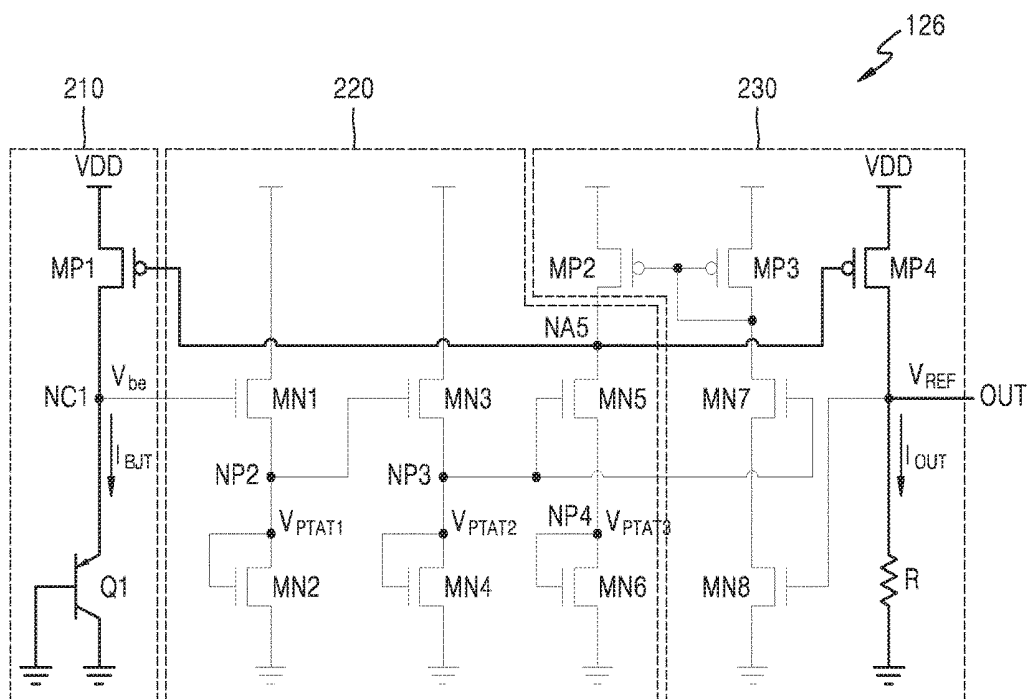 126
210
220
230
VDD
VDD
MP1
MP2
MP3
MP4
NA5
NC1
Vbe
MN1
MN3
MN5
MN7
VREF
OUT
IBJT
NP2
NP3
IOUT
VPTAT1
VPTAT2
NP4
VPTAT3
Q1
MN2
MN4
MN6
MN8
R